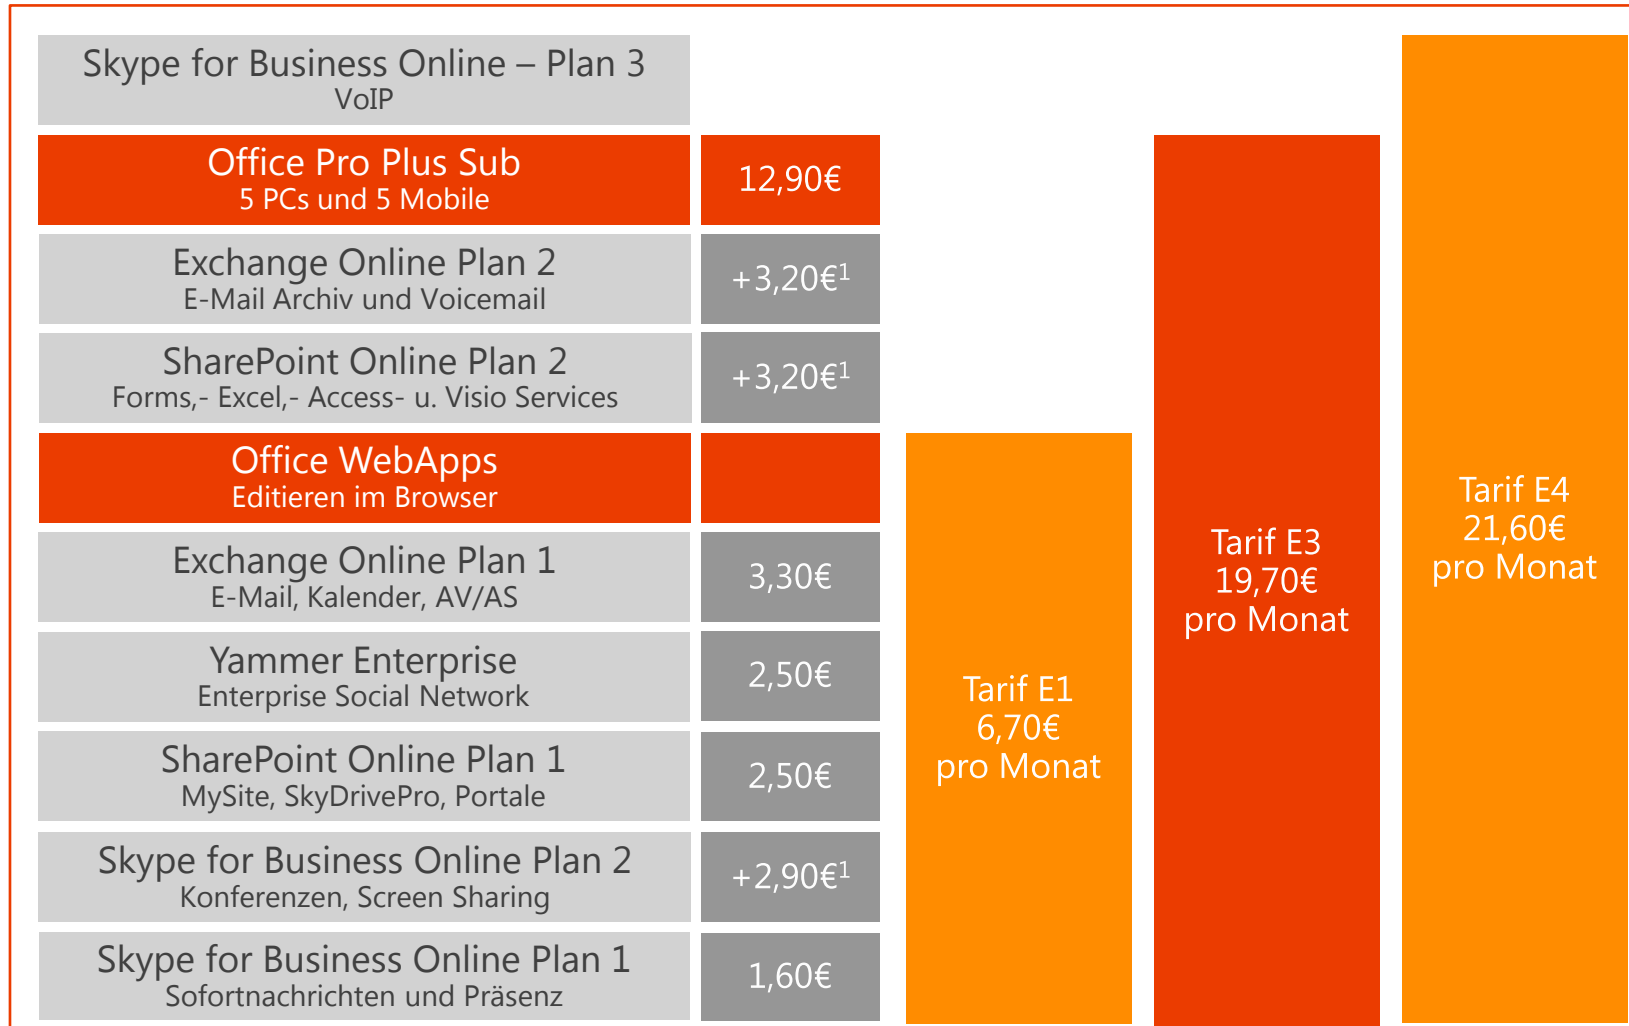 Skype for Business Online – Plan 3
VoIP
Office Pro Plus Sub
5 PCs und 5 Mobile
12,90€
Exchange Online Plan 2
E-Mail Archiv und Voicemail
+3,20€¹
SharePoint Online Plan 2
Forms,- Excel,- Access- u. Visio Services
+3,20€¹
Office WebApps
Editieren im Browser
Exchange Online Plan 1
E-Mail, Kalender, AV/AS
3,30€
Yammer Enterprise
Enterprise Social Network
2,50€
SharePoint Online Plan 1
MySite, SkyDrivePro, Portale
2,50€
Skype for Business Online Plan 2
Konferenzen, Screen Sharing
+2,90€¹
Skype for Business Online Plan 1
Sofortnachrichten und Präsenz
1,60€
Tarif E1
6,70€
pro Monat
Tarif E3
19,70€
pro Monat
Tarif E4
21,60€
pro Monat